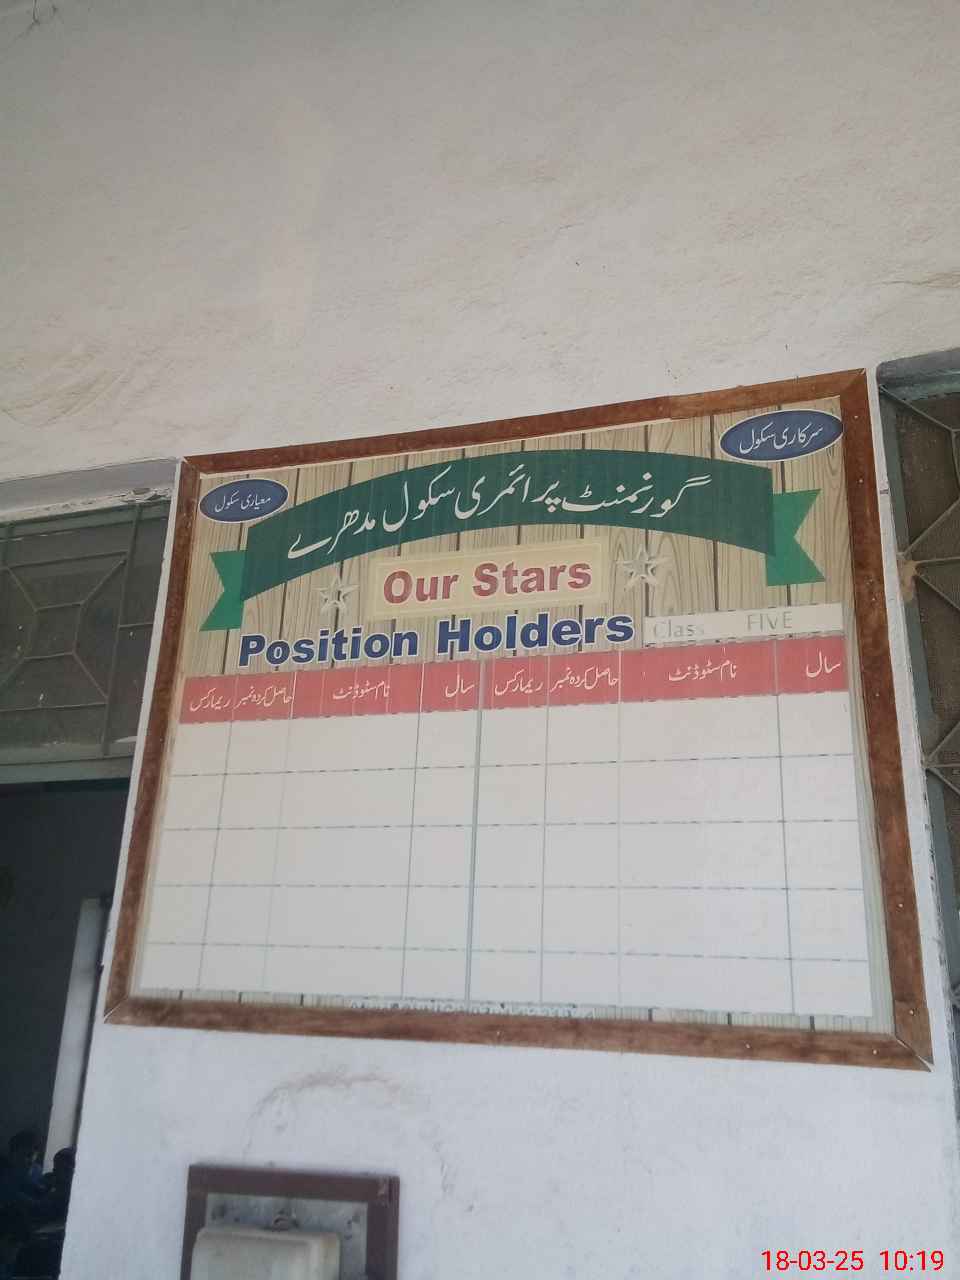 سرکاری سکول
معیاری سکول
گورنمنٹ پرائمری سکول مدھرے
Our Stars
Position Holders
Class FIVE
سال نام سٹوڈنٹ حاصل کردہ نمبر ریمارکس سال نام سٹوڈنٹ حاصل کردہ نمبر ریمارکس
18-03-25 10:19